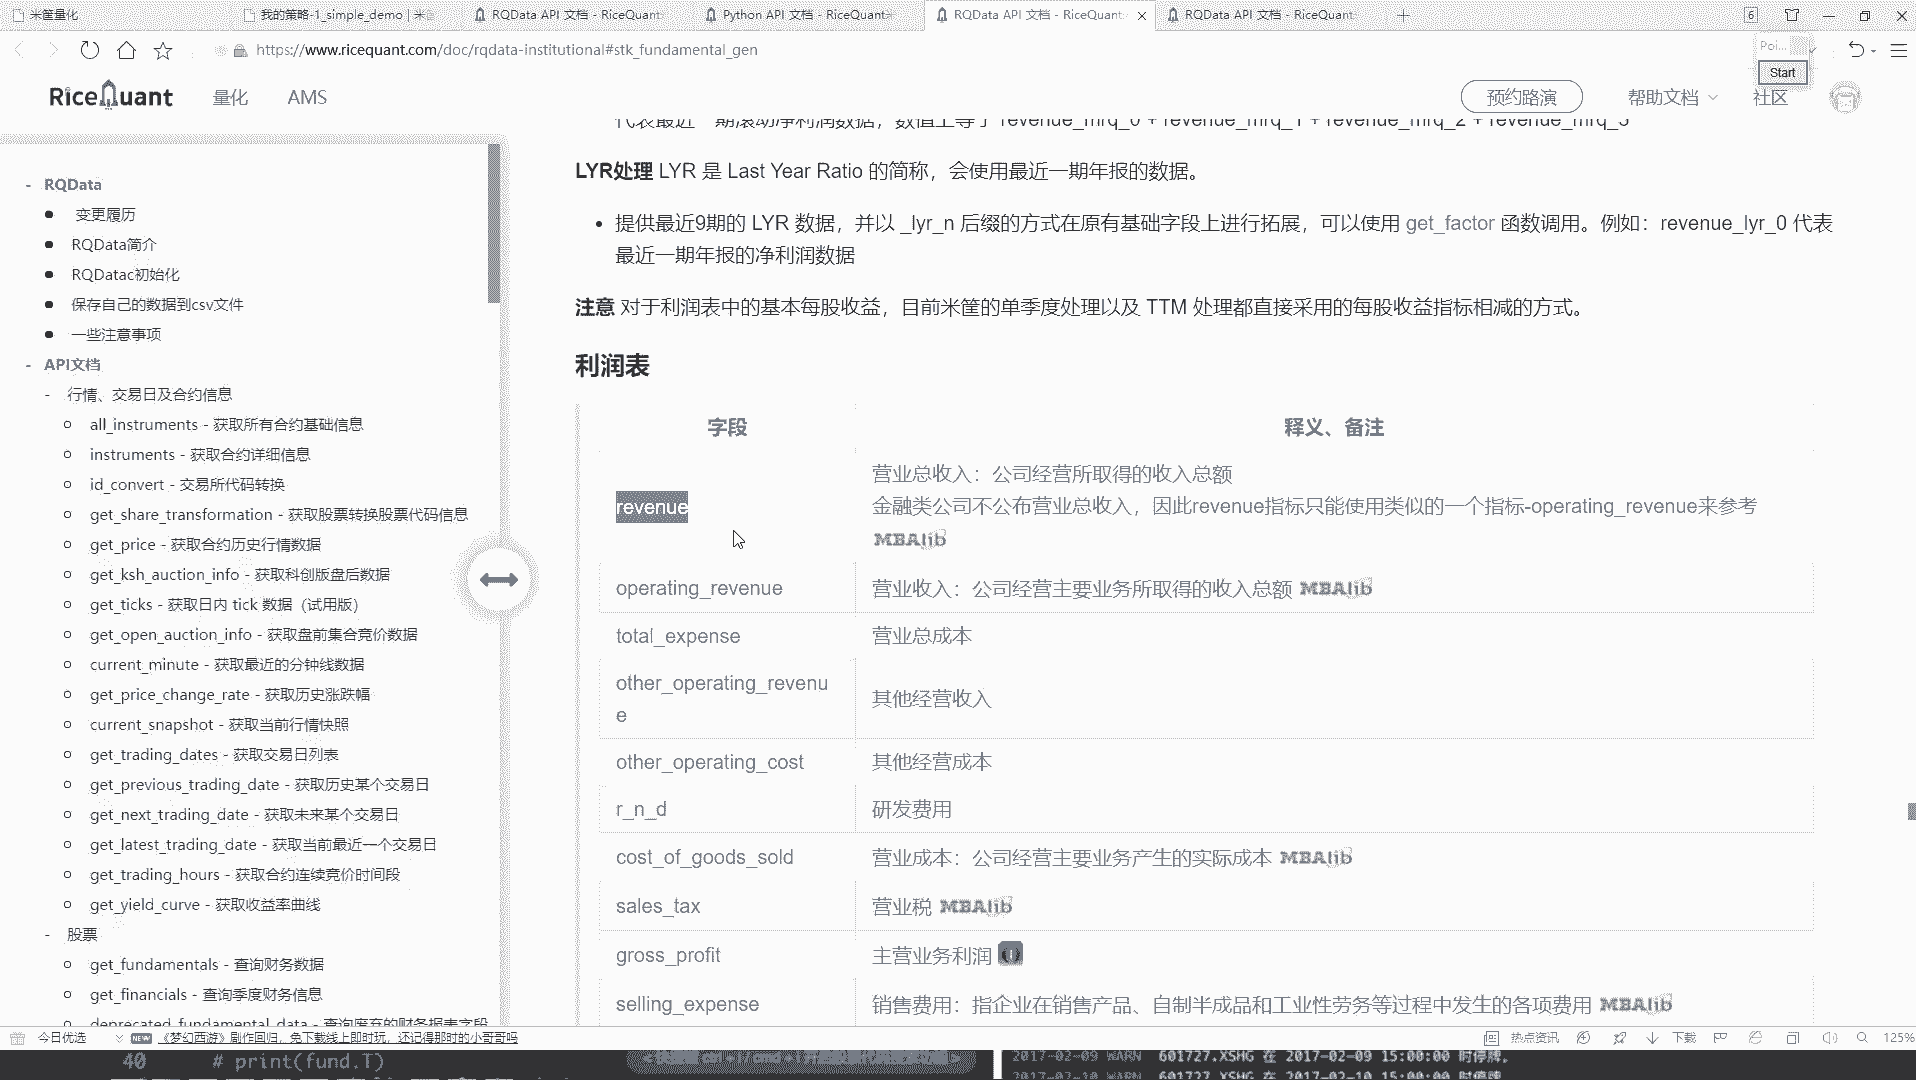 米筐量化
我的策略-1_simple_demo | 米筐
RQData API 文档 - RiceQuant
Python API 文档 - RiceQuant
RQData API 文档 - RiceQuant
RQData API 文档 - RiceQuant
6
https://www.ricequant.com/doc/rqdata-institutional#stk_fundamental_gen
Poi...
Start
RiceQuant
量化
AMS
预约路演
帮助文档
社区
- RQData
变更履历
RQData简介
RQDatac初始化
保存自己的数据到csv文件
一些注意事项
- API文档
- 行情、交易日及合约信息
all_instruments - 获取所有合约基础信息
instruments - 获取合约详细信息
id_convert - 交易所代码转换
get_share_transformation - 获取股票转换股票代码信息
get_price - 获取合约历史行情数据
get_ksh_auction_info - 获取科创版盘后数据
get_ticks - 获取日内 tick 数据（试用版）
get_open_auction_info - 获取盘前集合竞价数据
current_minute - 获取最近的分钟线数据
get_price_change_rate - 获取历史涨跌幅
current_snapshot - 获取当前行情快照
get_trading_dates - 获取交易日列表
get_previous_trading_date - 获取历史某个交易日
get_next_trading_date - 获取未来某个交易日
get_latest_trading_date - 获取当前最近一个交易日
get_trading_hours - 获取合约连续竞价时间段
get_yield_curve - 获取收益率曲线
- 股票
get_fundamentals - 查询财务数据
get_financials - 查询季度财务信息
deprecated_fundamental_data - 查询废弃的财务报表字段
代表最近一期滚动净利润数据，数值上等于 revenue_mrq_0 + revenue_mrq_1 + revenue_mrq_2 + revenue_mrq_3
LYR处理 LYR 是 Last Year Ratio 的简称，会使用最近一期年报的数据。
• 提供最近9期的 LYR 数据，并以 _lyr_n 后缀的方式在原有基础字段上进行拓展，可以使用 get_factor 函数调用。例如：revenue_lyr_0 代表
最近一期年报的净利润数据
注意 对于利润表中的基本每股收益，目前米筐的单季度处理以及 TTM 处理都直接采用的每股收益指标相减的方式。
利润表
字段
释义、备注
revenue
营业总收入：公司经营所取得的收入总额
金融类公司不公布营业总收入，因此revenue指标只能使用类似的一个指标-operating_revenue来参考
MBAlib
operating_revenue
营业收入：公司经营主要业务所取得的收入总额 MBAlib
total_expense
营业总成本
other_operating_revenu
e
其他经营收入
other_operating_cost
其他经营成本
r_n_d
研发费用
cost_of_goods_sold
营业成本：公司经营主要业务产生的实际成本 MBAlib
sales_tax
营业税 MBAlib
gross_profit
主营业务利润
selling_expense
销售费用：指企业在销售产品、自制半成品和工业性劳务等过程中发生的各项费用 MBAlib
今日优选
NEW 《梦幻西游》剧作回归，免下载线上即时玩，还记得那时的小哥哥吗
热点资讯
下载
125%
40 # print(fund.T)
2017-02-09 WARN 601727.XSHG 在 2017-02-09 15:00:00 时停牌。
2017-02-10 WARN 601727.XSHG 在 2017-02-10 15:00:00 时停牌。